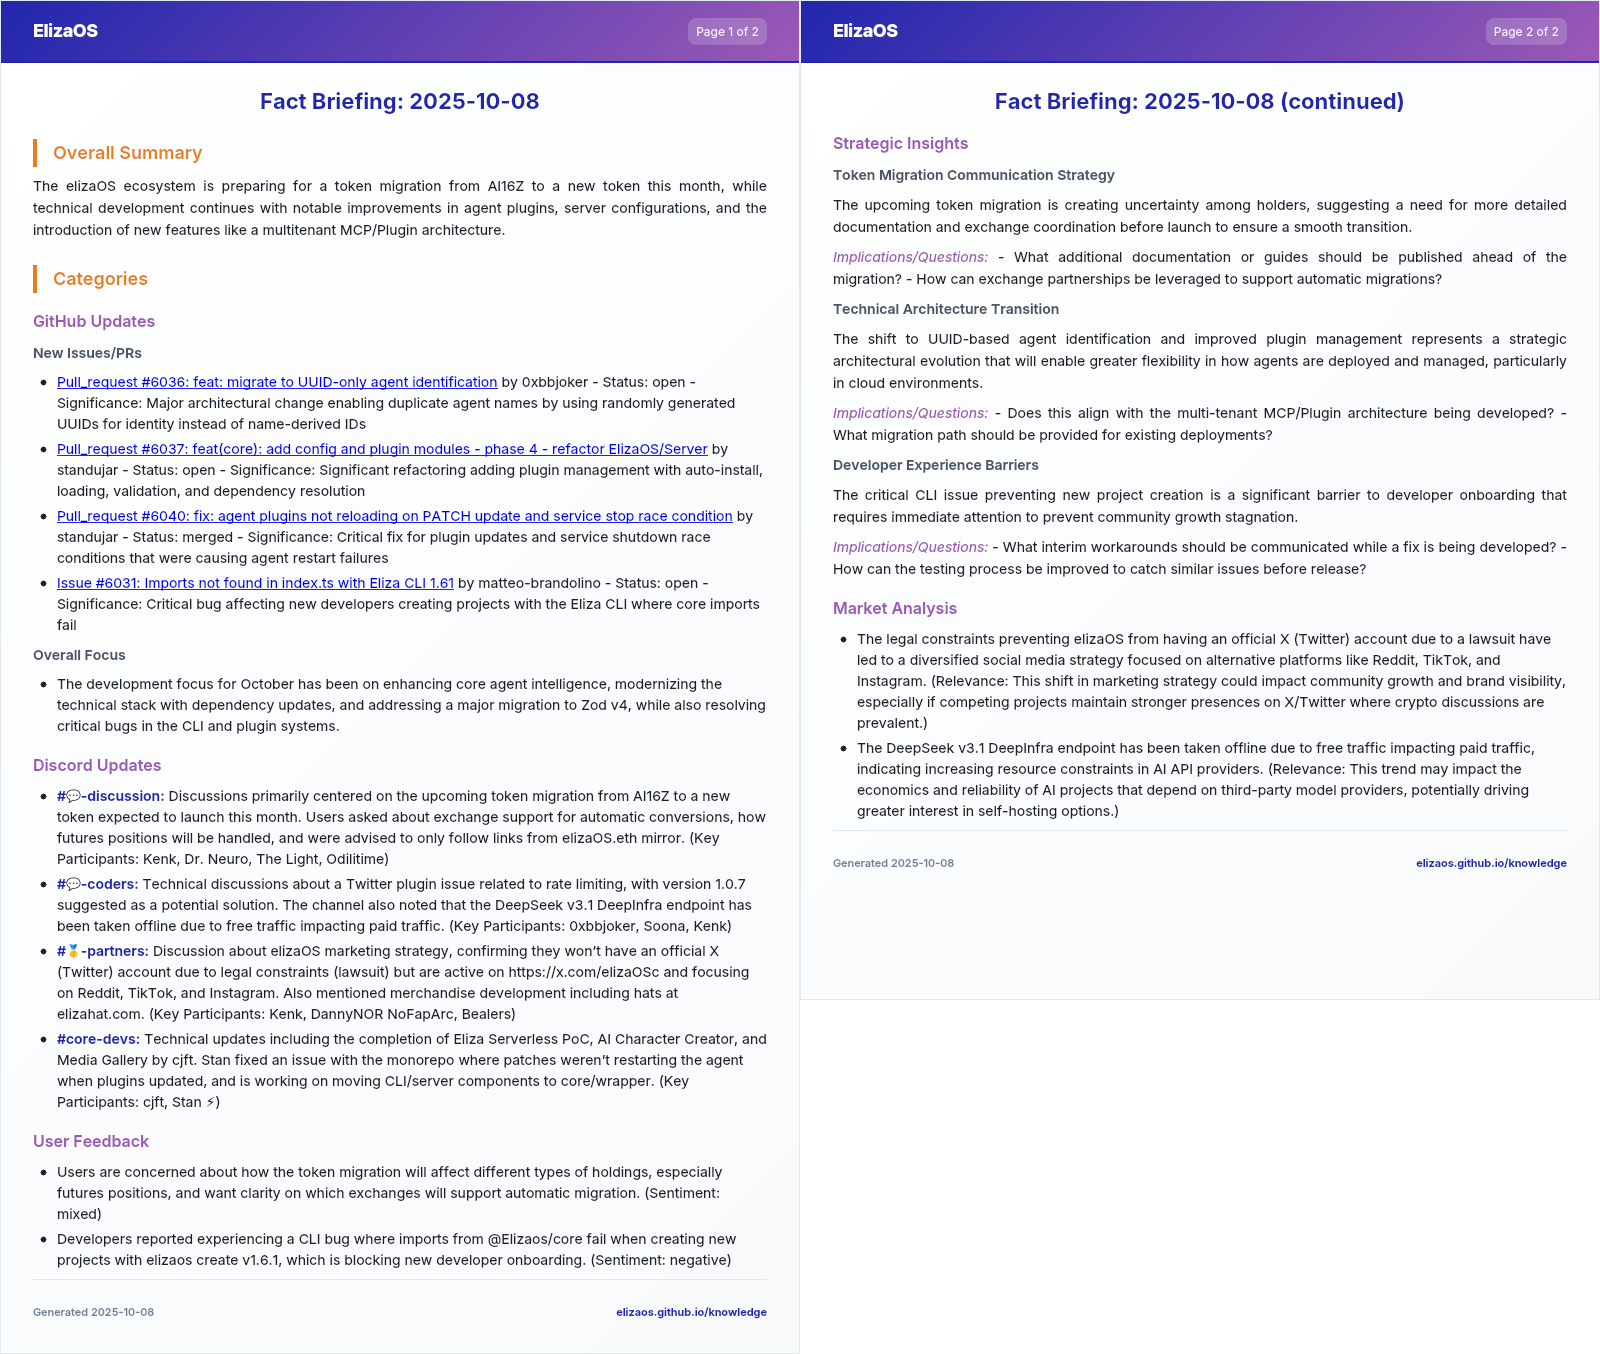 ElizaOS
Page 1 of 2
Fact Briefing: 2025-10-08
Overall Summary
The elizaOS ecosystem is preparing for a token migration from AI16Z to a new token this month, while
technical development continues with notable improvements in agent plugins, server configurations, and the
introduction of new features like a multitenant MCP/Plugin architecture.
Categories
GitHub Updates
New Issues/PRs
• Pull_request #6036: feat: migrate to UUID-only agent identification by 0xbbjoker - Status: open -
Significance: Major architectural change enabling duplicate agent names by using randomly generated
UUIDs for identity instead of name-derived IDs
• Pull_request #6037: feat(core): add config and plugin modules - phase 4 - refactor ElizaOS/Server by
standujar - Status: open - Significance: Significant refactoring adding plugin management with auto-install,
loading, validation, and dependency resolution
• Pull_request #6040: fix: agent plugins not reloading on PATCH update and service stop race condition by
standujar - Status: merged - Significance: Critical fix for plugin updates and service shutdown race
conditions that were causing agent restart failures
• Issue #6031: Imports not found in index.ts with Eliza CLI 1.61 by matteo-brandolino - Status: open -
Significance: Critical bug affecting new developers creating projects with the Eliza CLI where core imports
fail
Overall Focus
• The development focus for October has been on enhancing core agent intelligence, modernizing the
technical stack with dependency updates, and addressing a major migration to Zod v4, while also resolving
critical bugs in the CLI and plugin systems.
Discord Updates
• #💬-discussion: Discussions primarily centered on the upcoming token migration from AI16Z to a new
token expected to launch this month. Users asked about exchange support for automatic conversions, how
futures positions will be handled, and were advised to only follow links from elizaOS.eth mirror. (Key
Participants: Kenk, Dr. Neuro, The Light, Odilitime)
• #💬-coders: Technical discussions about a Twitter plugin issue related to rate limiting, with version 1.0.7
suggested as a potential solution. The channel also noted that the DeepSeek v3.1 DeepInfra endpoint has
been taken offline due to free traffic impacting paid traffic. (Key Participants: 0xbbjoker, Soona, Kenk)
• #🥇-partners: Discussion about elizaOS marketing strategy, confirming they won't have an official X
(Twitter) account due to legal constraints (lawsuit) but are active on https://x.com/elizaOSc and focusing
on Reddit, TikTok, and Instagram. Also mentioned merchandise development including hats at
elizahat.com. (Key Participants: Kenk, DannyNOR NoFapArc, Bealers)
• #core-devs: Technical updates including the completion of Eliza Serverless PoC, AI Character Creator, and
Media Gallery by cjft. Stan fixed an issue with the monorepo where patches weren't restarting the agent
when plugins updated, and is working on moving CLI/server components to core/wrapper. (Key
Participants: cjft, Stan ⚡)
User Feedback
• Users are concerned about how the token migration will affect different types of holdings, especially
futures positions, and want clarity on which exchanges will support automatic migration. (Sentiment:
mixed)
• Developers reported experiencing a CLI bug where imports from @Elizaos/core fail when creating new
projects with elizaos create v1.6.1, which is blocking new developer onboarding. (Sentiment: negative)
Generated 2025-10-08
elizaos.github.io/knowledge
ElizaOS
Page 2 of 2
Fact Briefing: 2025-10-08 (continued)
Strategic Insights
Token Migration Communication Strategy
The upcoming token migration is creating uncertainty among holders, suggesting a need for more detailed
documentation and exchange coordination before launch to ensure a smooth transition.
Implications/Questions: - What additional documentation or guides should be published ahead of the
migration? - How can exchange partnerships be leveraged to support automatic migrations?
Technical Architecture Transition
The shift to UUID-based agent identification and improved plugin management represents a strategic
architectural evolution that will enable greater flexibility in how agents are deployed and managed, particularly
in cloud environments.
Implications/Questions: - Does this align with the multi-tenant MCP/Plugin architecture being developed? -
What migration path should be provided for existing deployments?
Developer Experience Barriers
The critical CLI issue preventing new project creation is a significant barrier to developer onboarding that
requires immediate attention to prevent community growth stagnation.
Implications/Questions: - What interim workarounds should be communicated while a fix is being developed? -
How can the testing process be improved to catch similar issues before release?
Market Analysis
• The legal constraints preventing elizaOS from having an official X (Twitter) account due to a lawsuit have
led to a diversified social media strategy focused on alternative platforms like Reddit, TikTok, and
Instagram. (Relevance: This shift in marketing strategy could impact community growth and brand visibility,
especially if competing projects maintain stronger presences on X/Twitter where crypto discussions are
prevalent.)
• The DeepSeek v3.1 DeepInfra endpoint has been taken offline due to free traffic impacting paid traffic,
indicating increasing resource constraints in AI API providers. (Relevance: This trend may impact the
economics and reliability of AI projects that depend on third-party model providers, potentially driving
greater interest in self-hosting options.)
Generated 2025-10-08
elizaos.github.io/knowledge